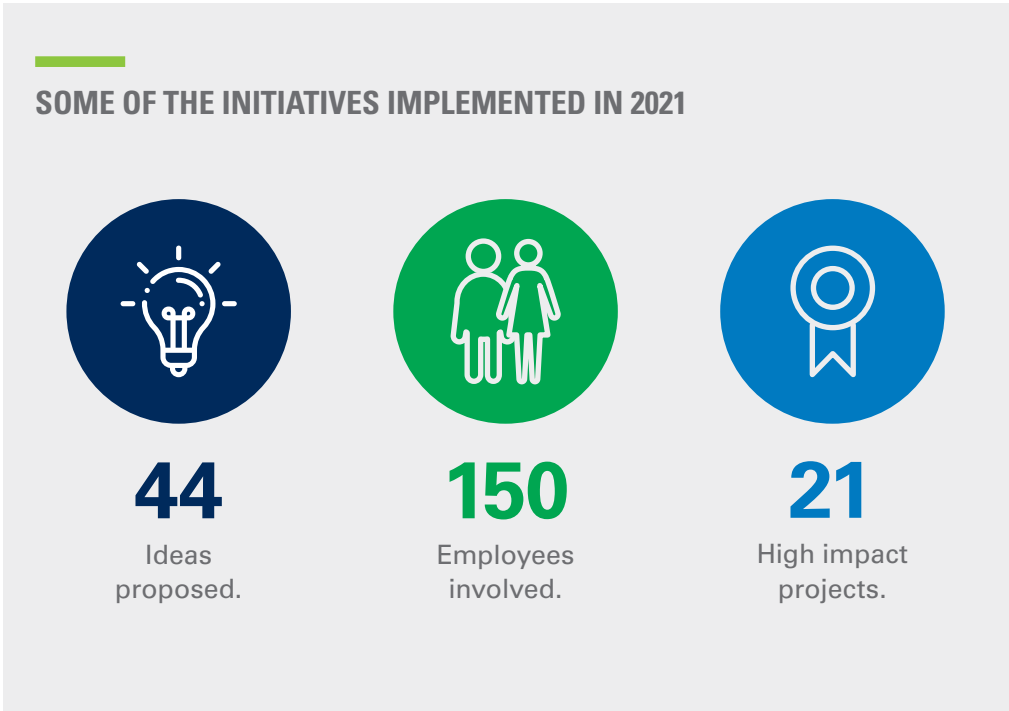 SOME OF THE INITIATIVES IMPLEMENTED IN 2021
44
Ideas
proposed.
150
Employees
involved.
21
High impact
projects.